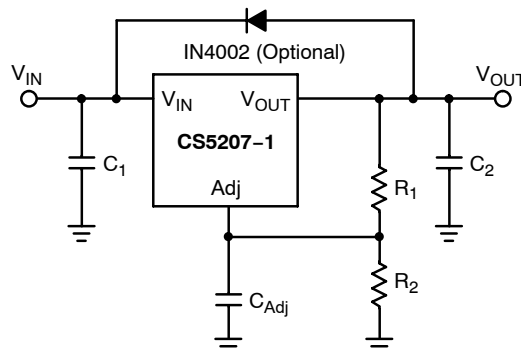 IN4002 (Optional)
VIN
VOUT
VIN
VOUT
CS5207–1
C1
C2
R1
Adj
R2
CAdj